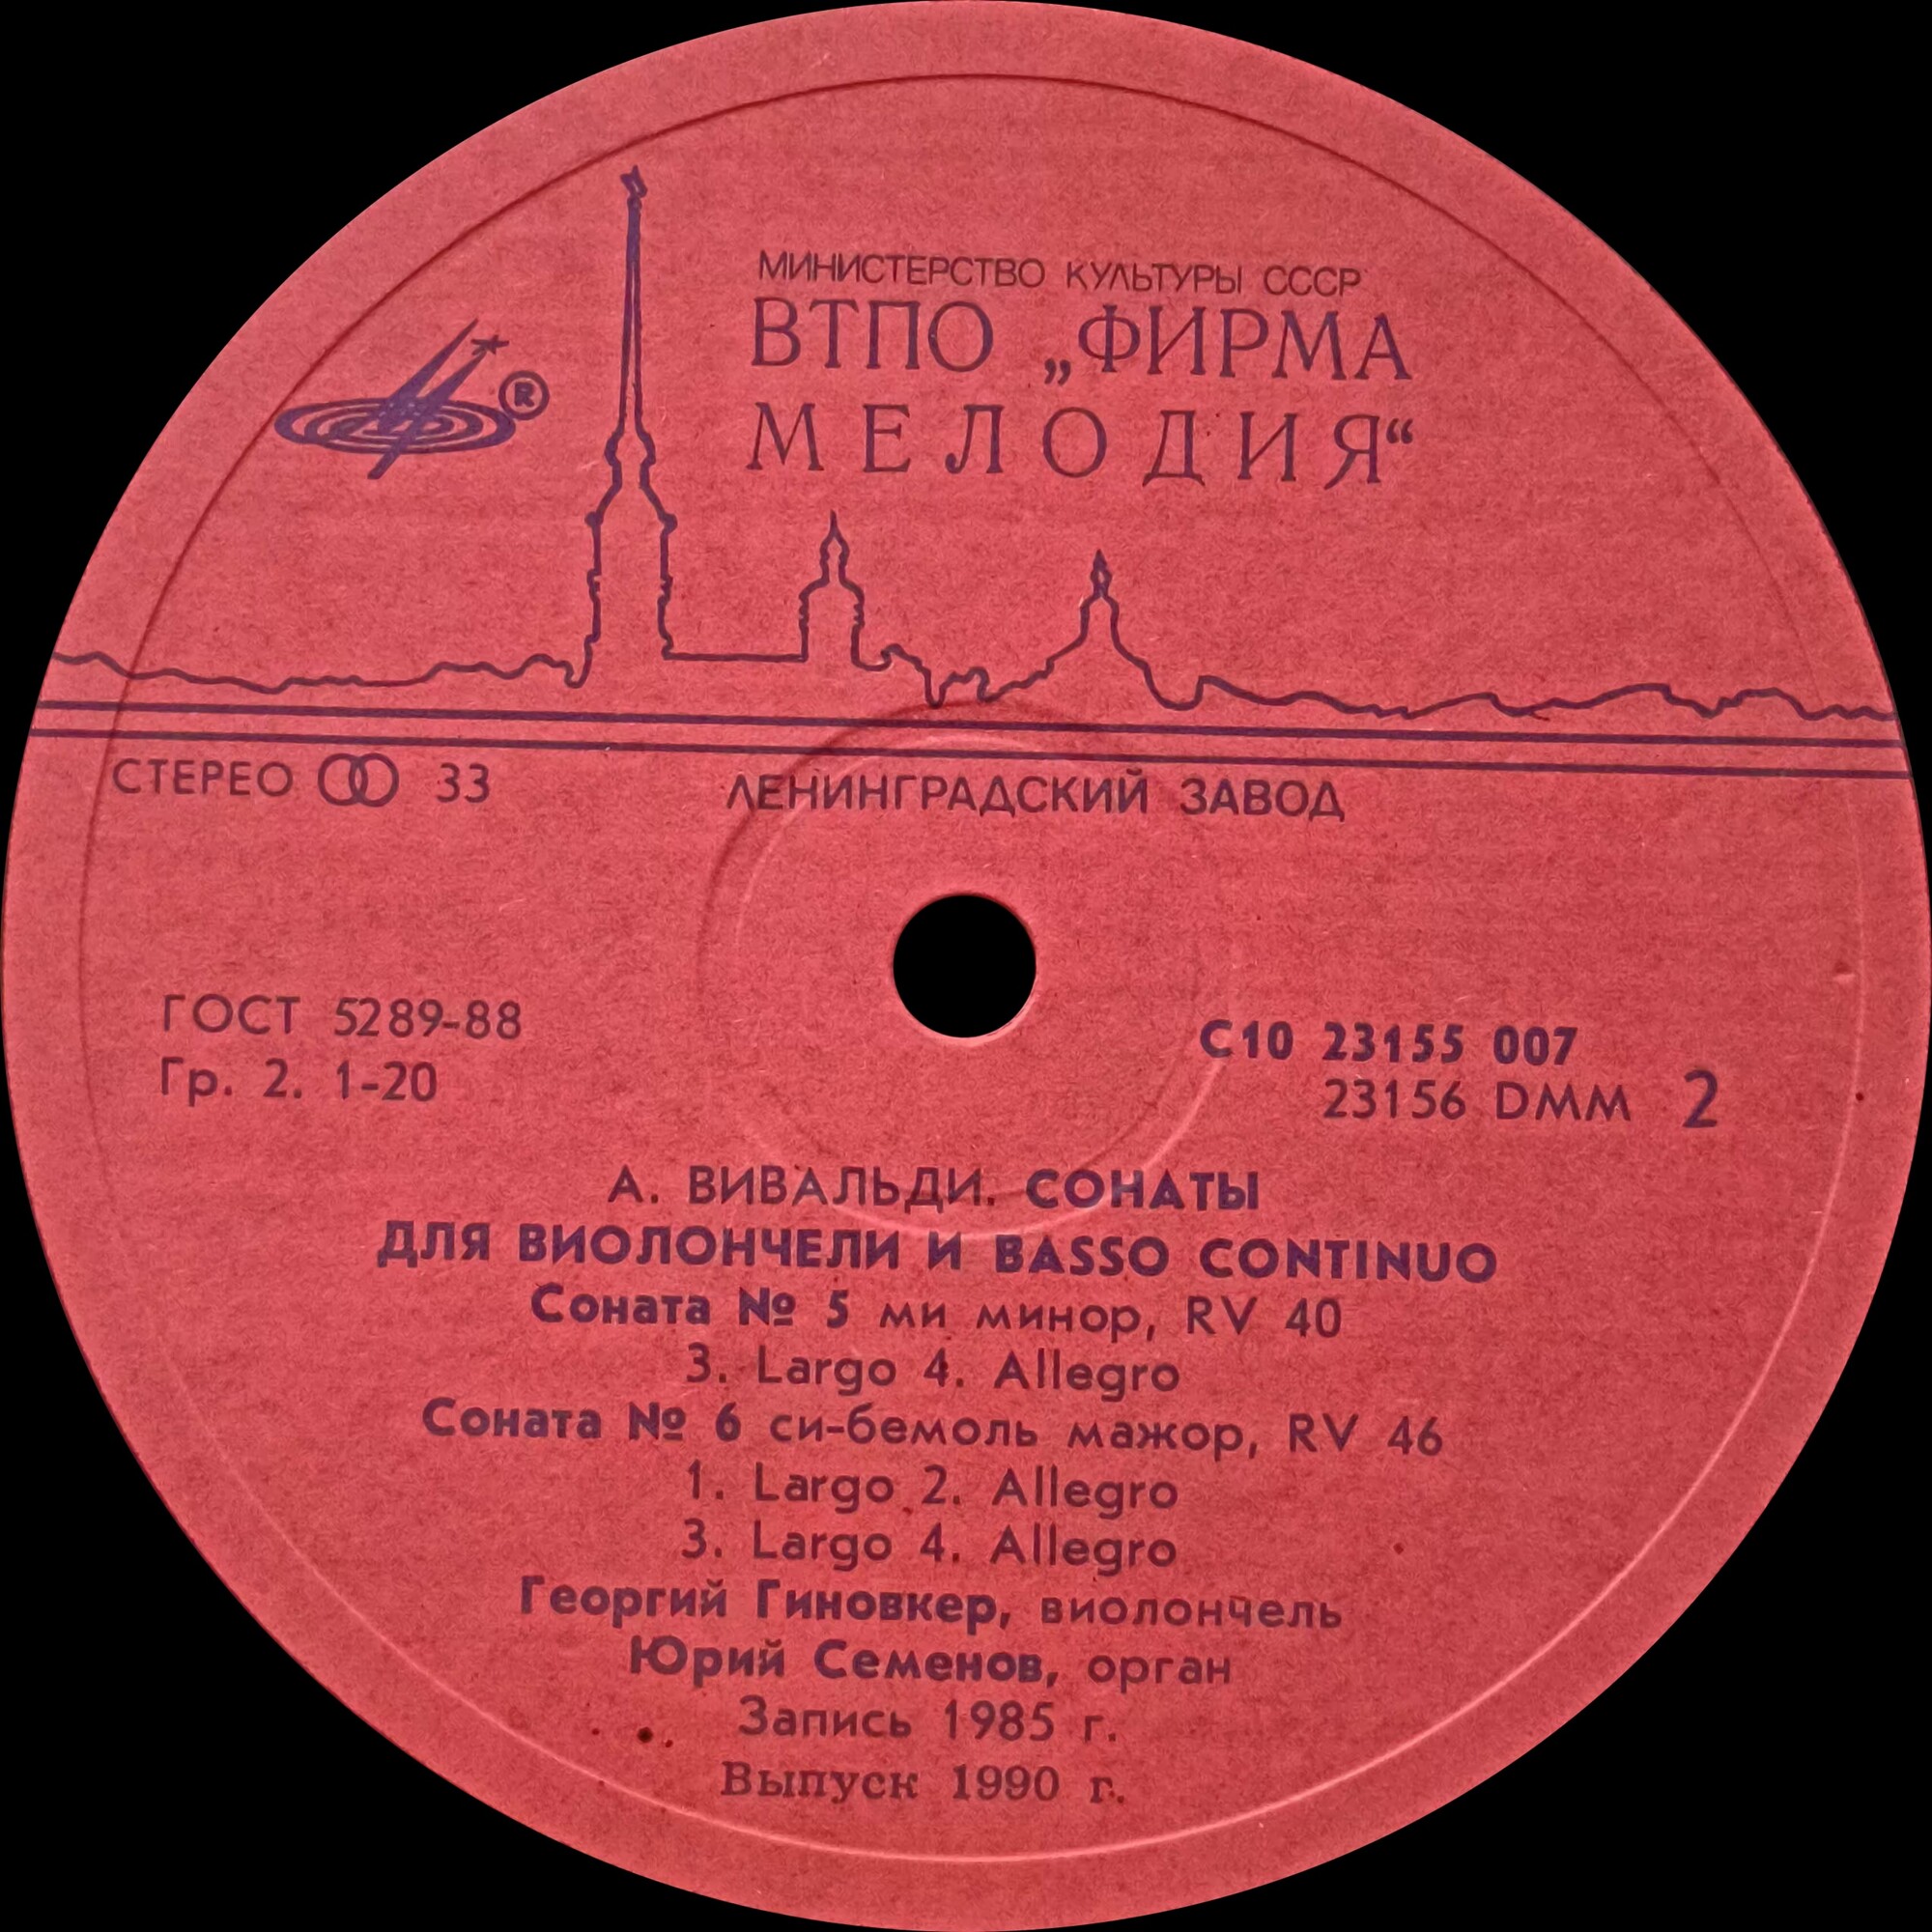 МИНИСТЕРСТВО КУЛЬТУРЫ СССР
ВТПО „ФИРМА
МЕЛОДИЯ“
®
СТЕРЕО 33
ЛЕНИНГРАДСКИЙ ЗАВОД
ГОСТ 5289-88
Гр. 2. 1-20
С10 23155 007
23156 DMM 2
А. ВИВАЛЬДИ. СОНАТЫ
ДЛЯ ВИОЛОНЧЕЛИ И BASSO CONTINUO
Соната № 5 ми минор, RV 40
3. Largo 4. Allegro
Соната № 6 си-бемоль мажор, RV 46
1. Largo 2. Allegro
3. Largo 4. Allegro
Георгий Гиновкер, виолончель
Юрий Семенов, орган
Запись 1985 г.
Выпуск 1990 г.